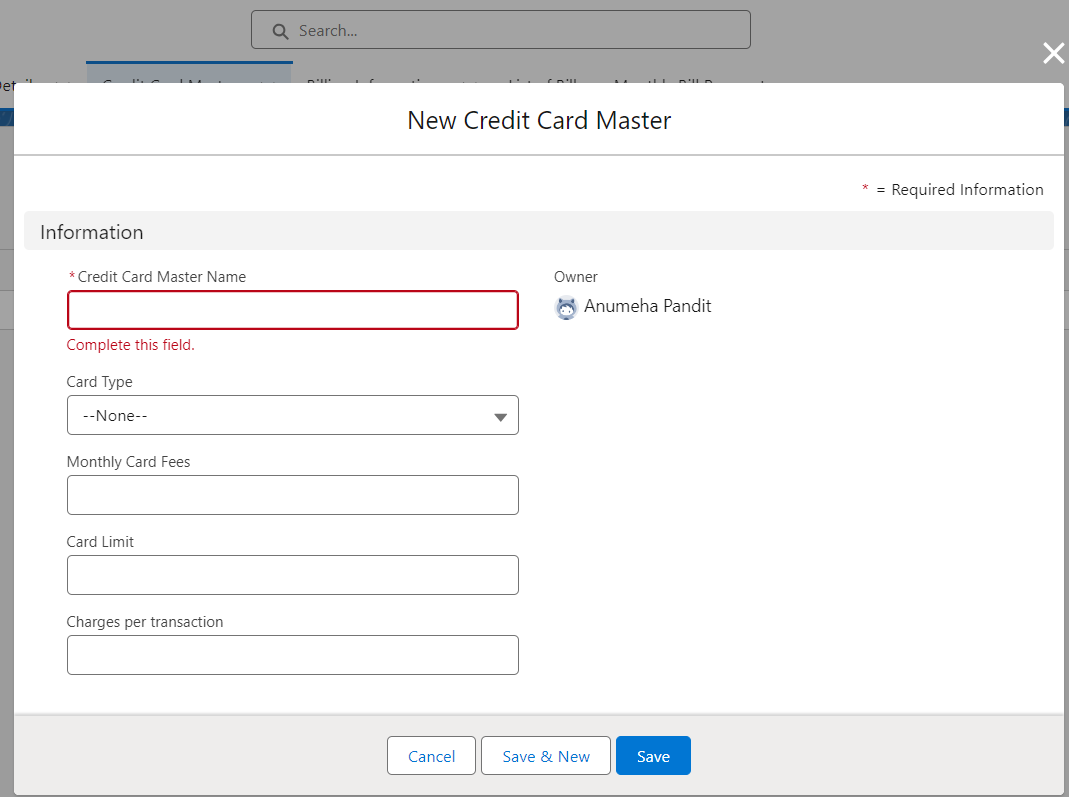 Search...
New Credit Card Master
* = Required Information
Information
* Credit Card Master Name
Complete this field.
Owner
Anumeha Pandit
Card Type
--None--
Monthly Card Fees
Card Limit
Charges per transaction
Cancel
Save & New
Save